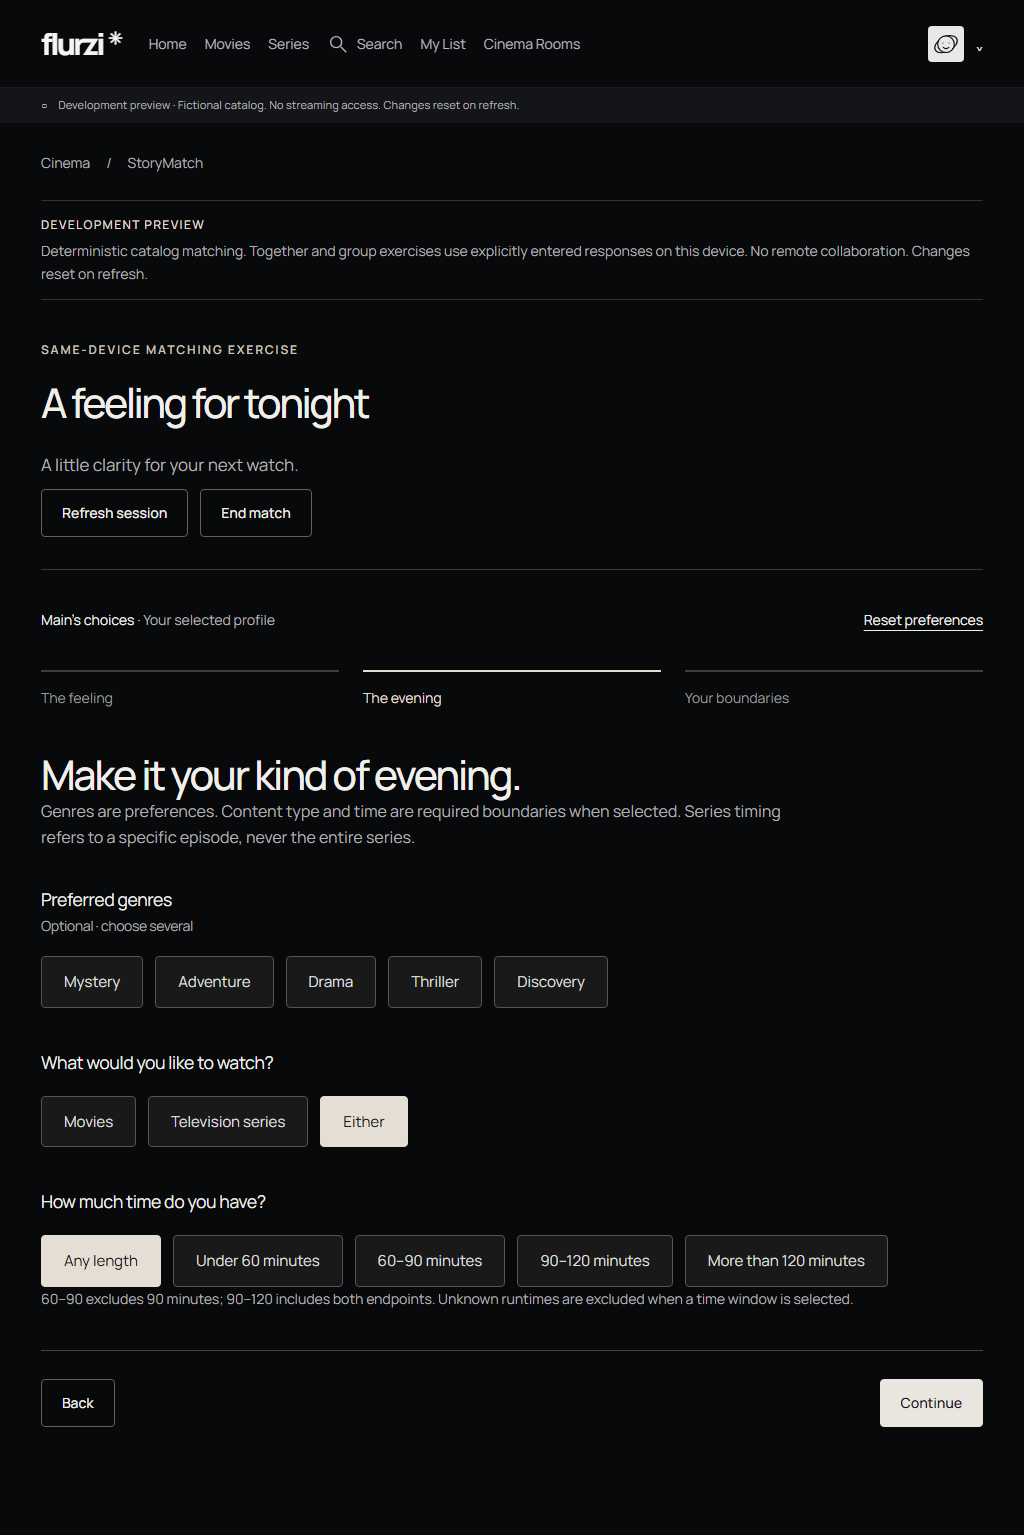 flurzi*
Home Movies Series Search My List Cinema Rooms
Development preview · Fictional catalog. No streaming access. Changes reset on refresh.
Cinema / StoryMatch
DEVELOPMENT PREVIEW
Deterministic catalog matching. Together and group exercises use explicitly entered responses on this device. No remote collaboration. Changes
reset on refresh.
SAME-DEVICE MATCHING EXERCISE
A feeling for tonight
A little clarity for your next watch.
Refresh session End match
Main's choices · Your selected profile Reset preferences
The feeling The evening Your boundaries
Make it your kind of evening.
Genres are preferences. Content type and time are required boundaries when selected. Series timing
refers to a specific episode, never the entire series.
Preferred genres
Optional · choose several
Mystery Adventure Drama Thriller Discovery
What would you like to watch?
Movies Television series Either
How much time do you have?
Any length Under 60 minutes 60–90 minutes 90–120 minutes More than 120 minutes
60–90 excludes 90 minutes; 90–120 includes both endpoints. Unknown runtimes are excluded when a time window is selected.
Back Continue